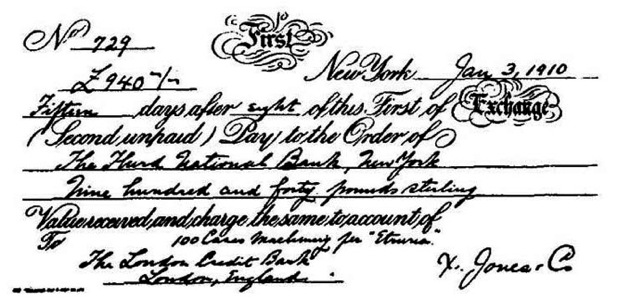 No 729
First
£ 940-/-
New York Jan 3, 1910
Fifteen days after sight of this First of Exchange
(Second unpaid) Pay to the Order of
The Third National Bank, New York
Nine hundred and forty pounds sterling
Value received, and charge the same to account of
To 100 Cases Machinery per "Etruria."
The London Credit Bank
London, England.
X. Jones & Co